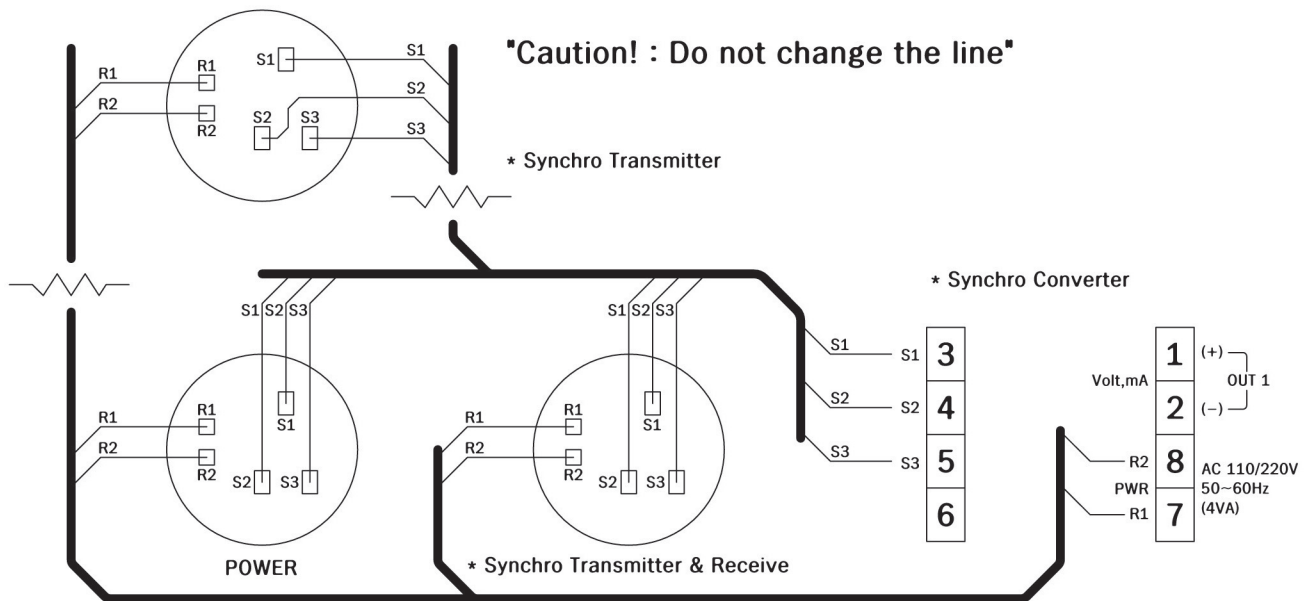 "Caution! : Do not change the line"
R1
R2
R1
R2
S1
S2
S3
S1
S2
S3
* Synchro Transmitter
* Synchro Converter
S1 S2 S3
S1 S2 S3
R1
R2
R1
R2
S1
S2
S3
POWER
R1
R2
R1
R2
S1
S2
S3
* Synchro Transmitter & Receive
S1
S2
S3
S1 3
S2 4
S3 5
6
Volt,mA
1 (+)
2 (−)
OUT 1
R2 8
PWR
R1 7
AC 110/220V
50~60Hz
(4VA)